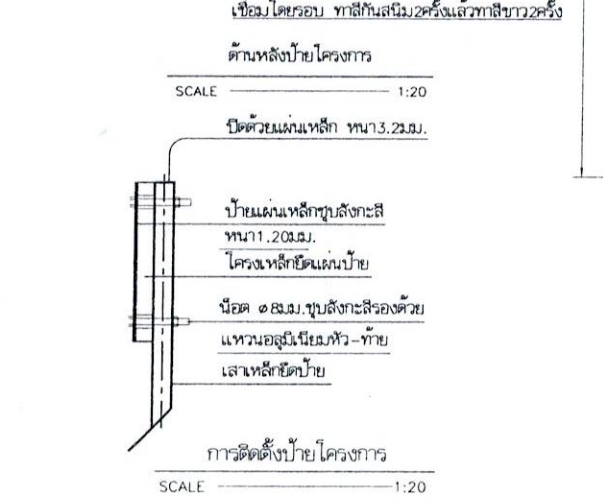 เชื่อมโดยรอบ ทาสีกันสนิม2ครั้งแล้วทาสีขาว2ครั้ง
ด้านหลังป้ายโครงการ
SCALE 1:20
ปิดด้วยแผ่นเหล็ก หนา3.2มม.
ป้ายแผ่นเหล็กชุบสังกะสี
หนา1.20มม.
โครงเหล็กยึดแผ่นป้าย
น๊อต ø8มม.ชุบสังกะสีรองด้วย
แหวนอลูมิเนียมหัว-ท้าย
เสาเหล็กยึดป้าย
การติดตั้งป้ายโครงการ
SCALE 1:20